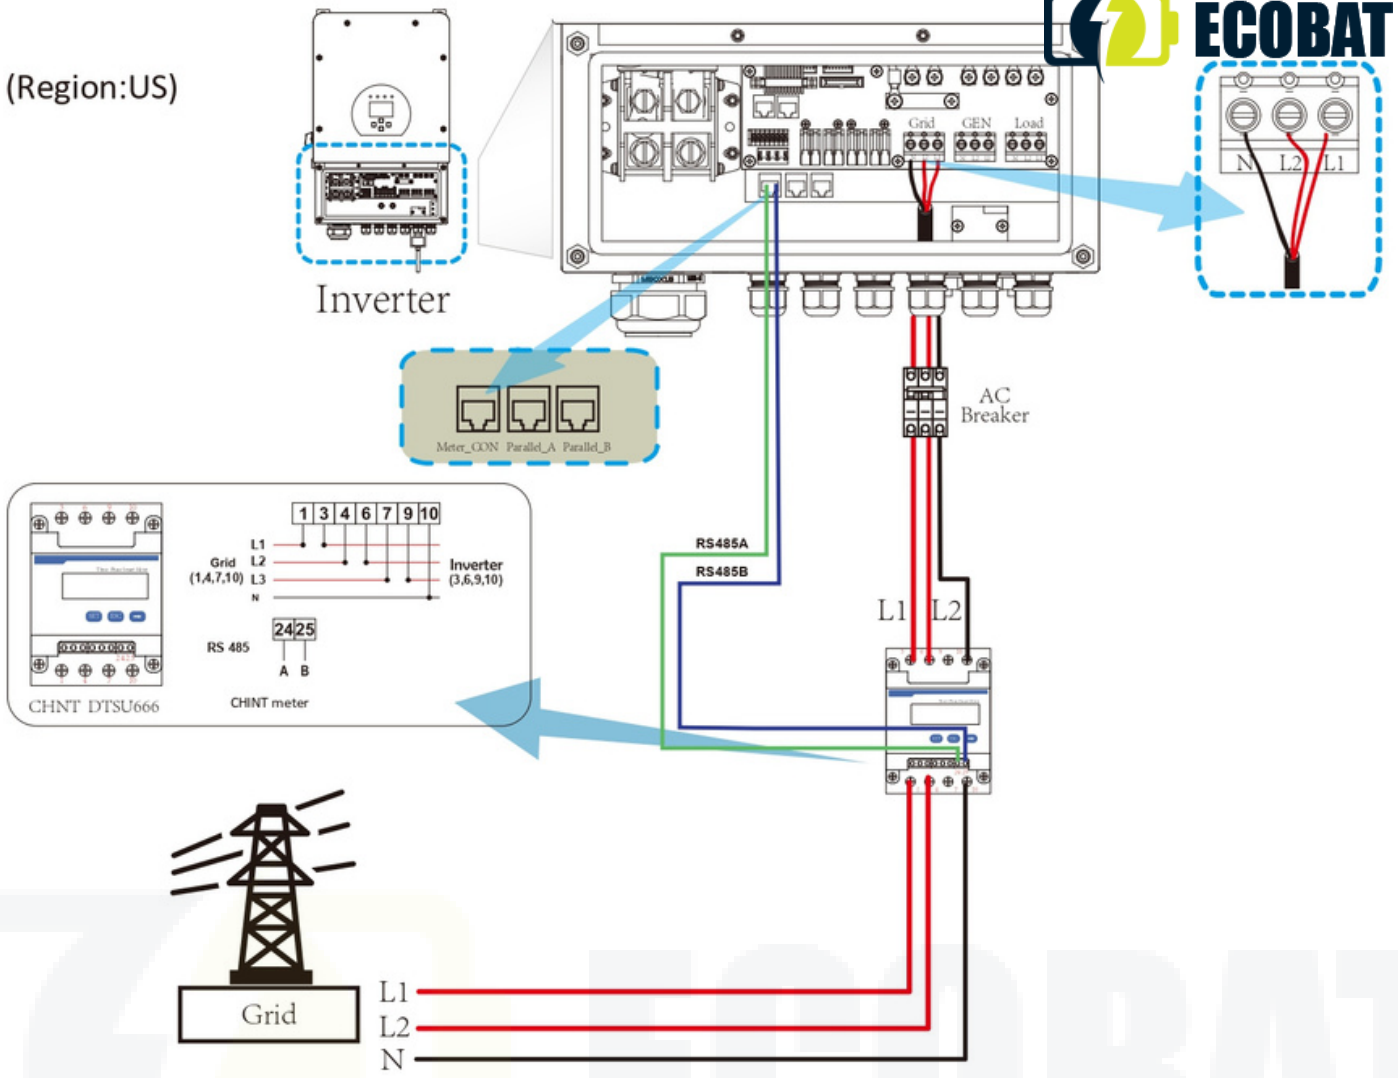 ECOBAT
(Region:US)
Grid GEN Load
N L2 L1
Inverter
AC
Breaker
Meter_CON Parallel_A Parallel_B
1 3 4 6 7 9 10
L1
Grid L2 Inverter
(1,4,7,10) L3 (3,6,9,10)
N
24 25
RS 485
A B
CHNT DTSU666 CHINT meter
RS485A
RS485B
L1 L2
Grid
L1
L2
N
ECOBAT